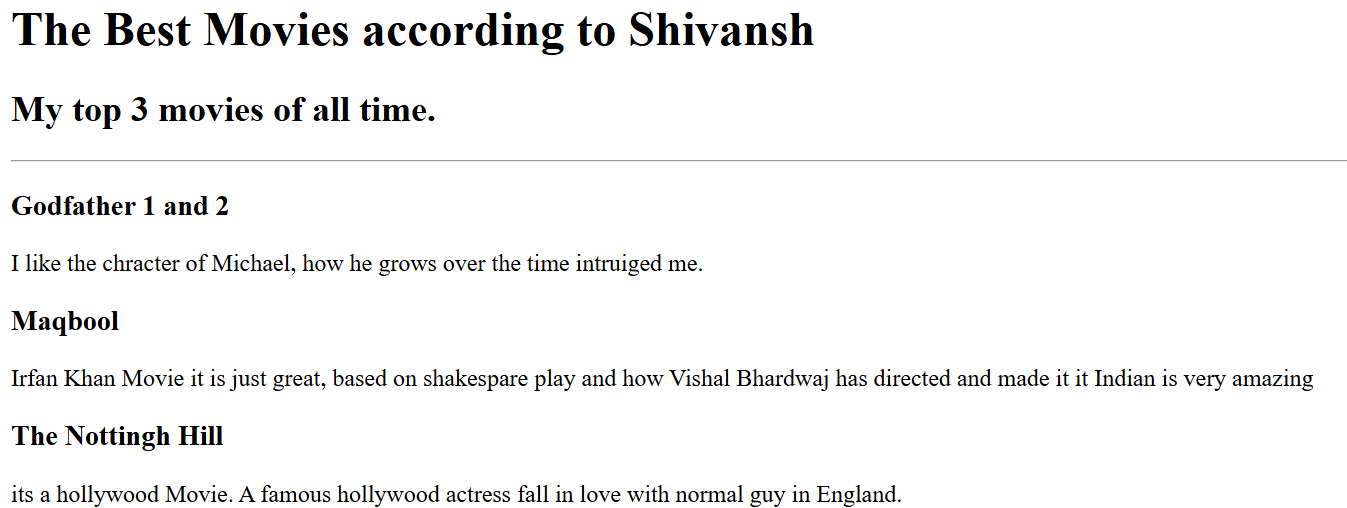 The Best Movies according to Shivansh
My top 3 movies of all time.
Godfather 1 and 2
I like the chracter of Michael, how he grows over the time intruiged me.
Maqbool
Irfan Khan Movie it is just great, based on shakespare play and how Vishal Bhardwaj has directed and made it it Indian is very amazing
The Nottingh Hill
its a hollywood Movie. A famous hollywood actress fall in love with normal guy in England.